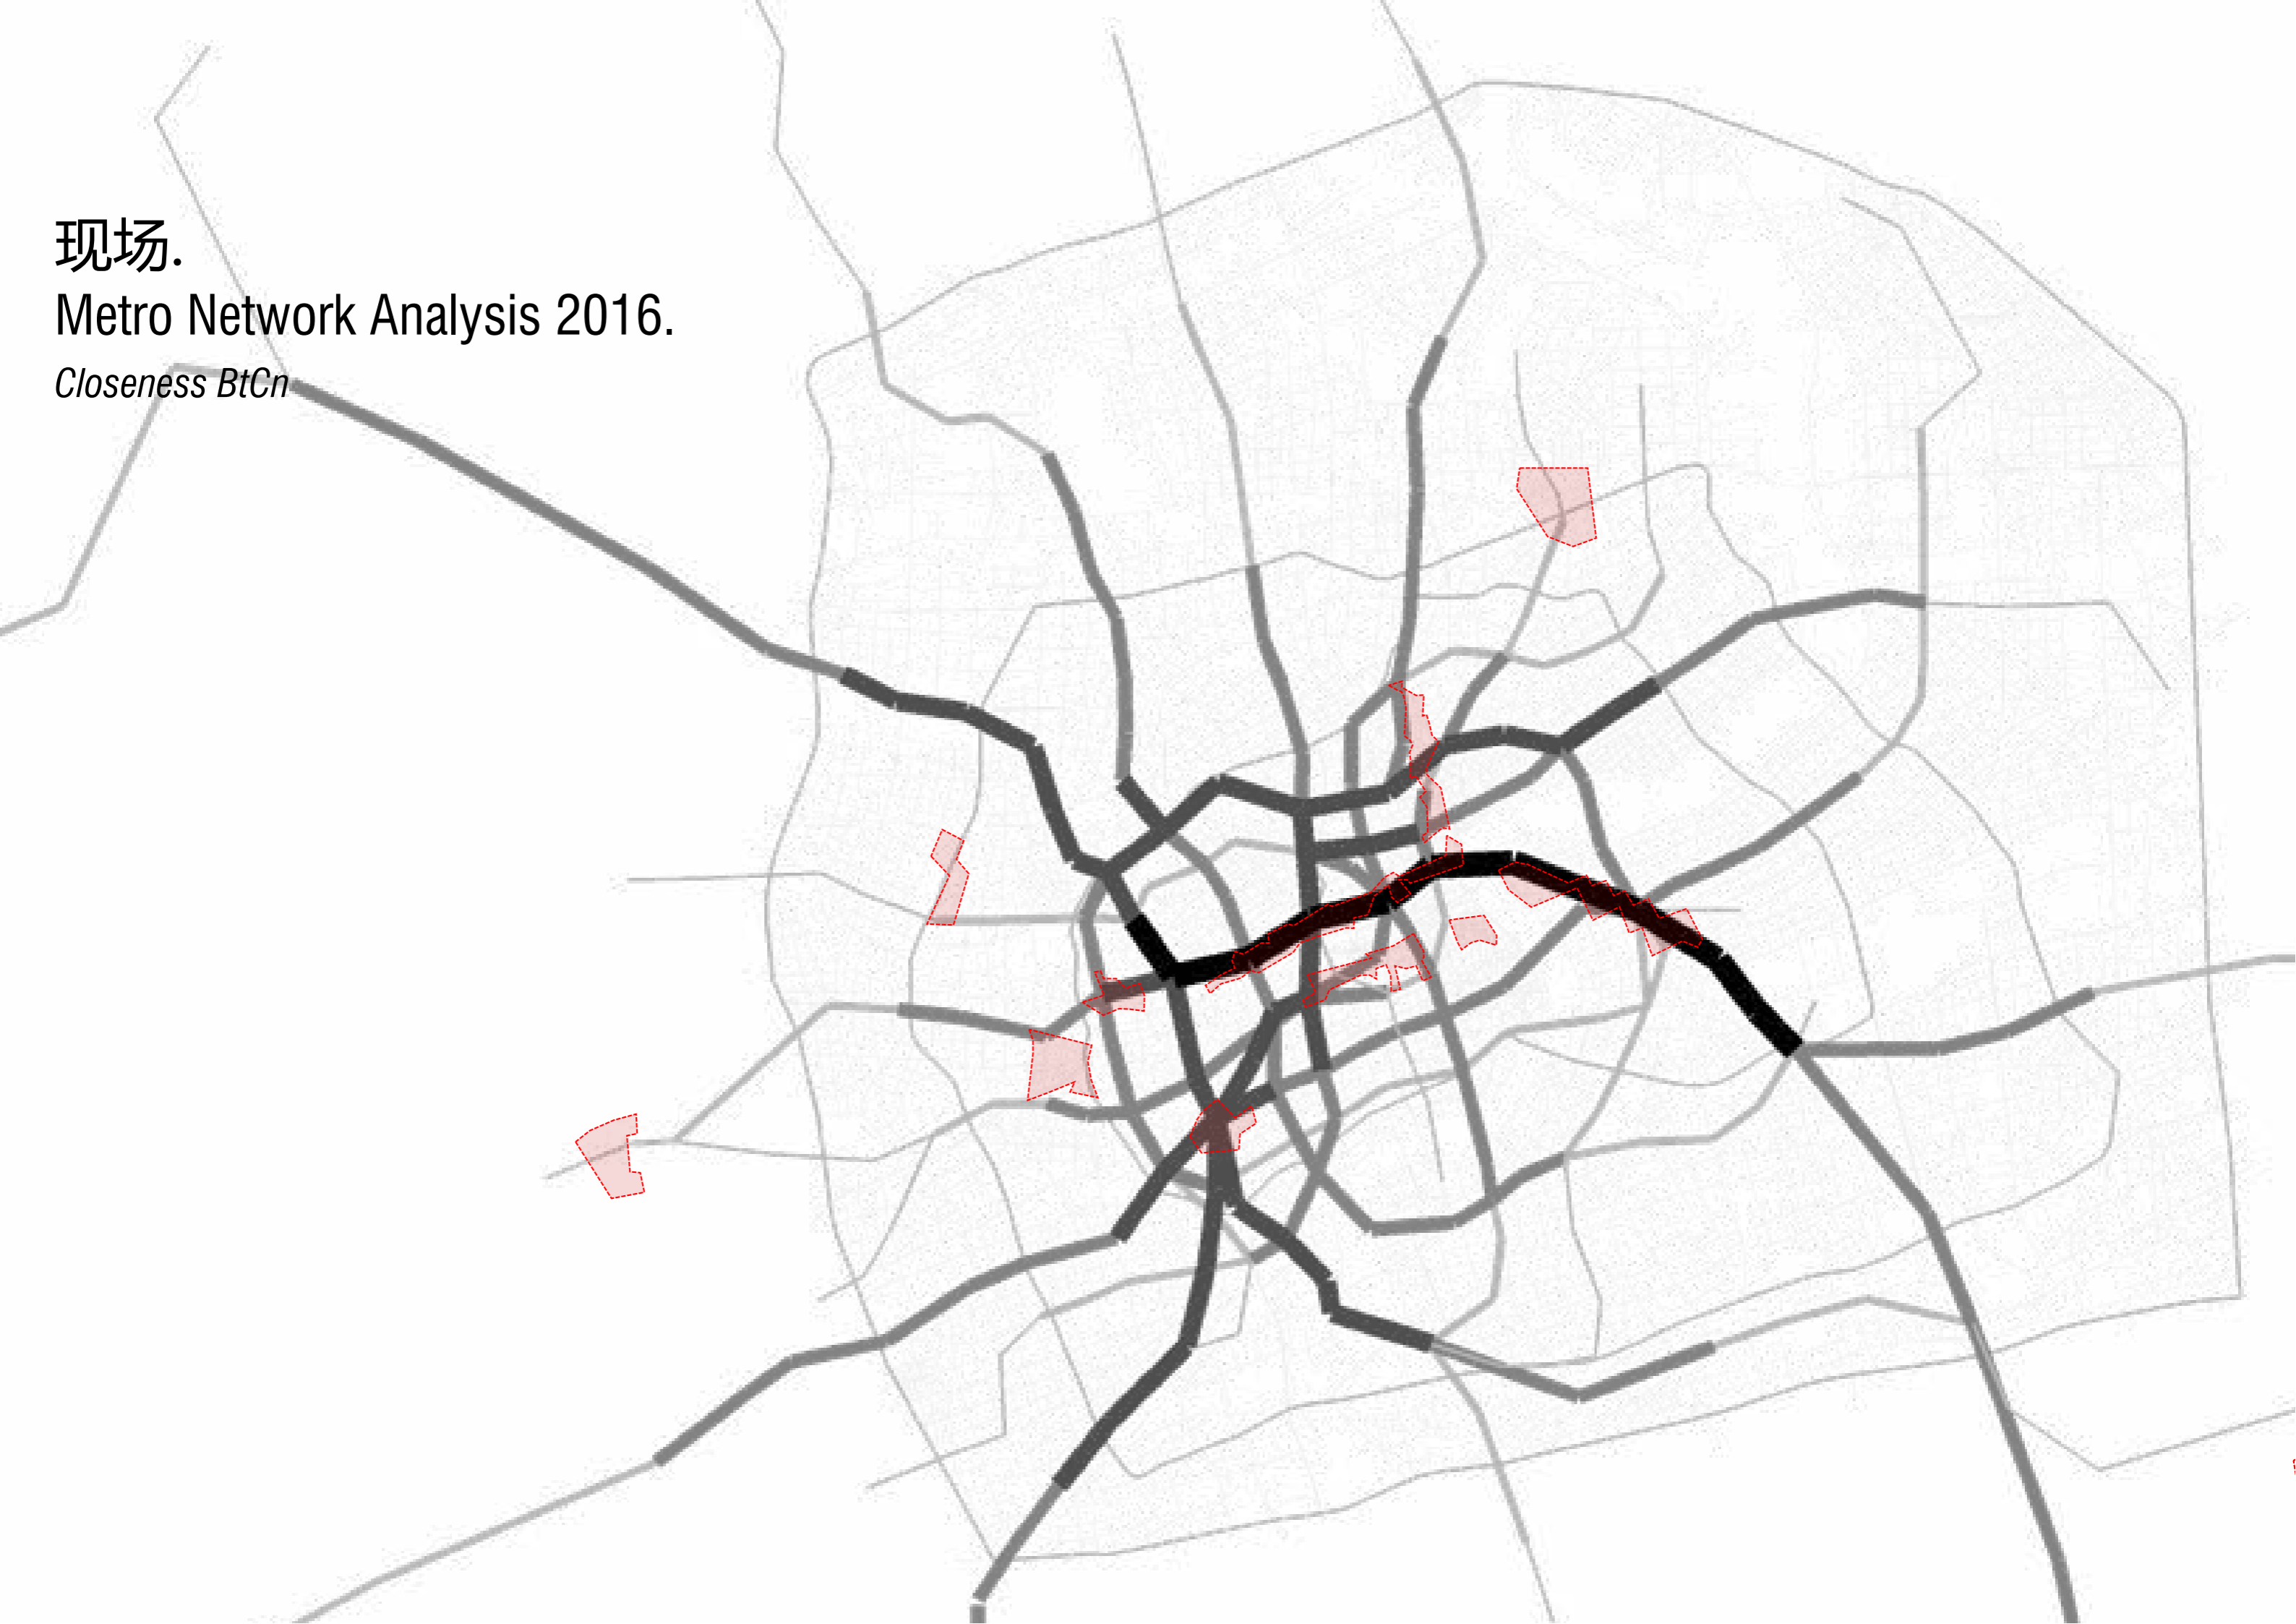 现场.
Metro Network Analysis 2016.
Closeness BtCn